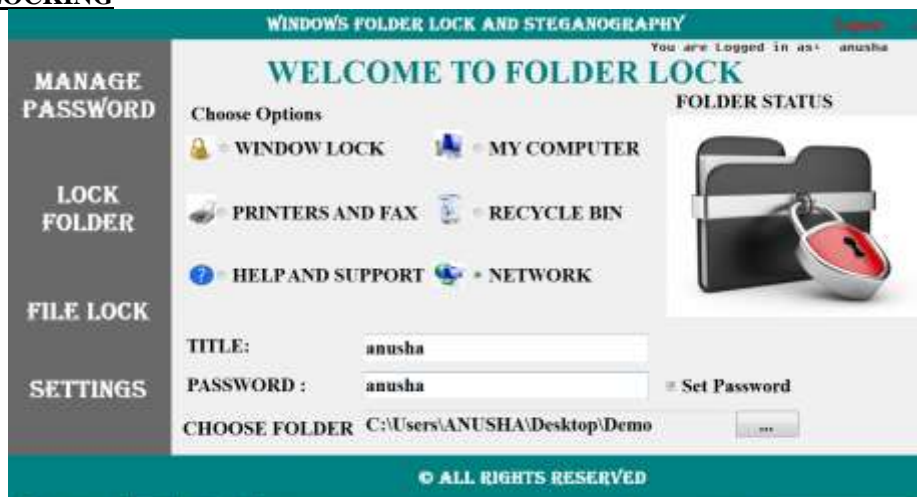 LOCKING
WINDOWS FOLDER LOCK AND STEGANOGRAPHY
Logout
You are Logged in as: anusha
WELCOME TO FOLDER LOCK
MANAGE
PASSWORD
LOCK
FOLDER
FILE LOCK
SETTINGS
Choose Options
WINDOW LOCK
MY COMPUTER
PRINTERS AND FAX
RECYCLE BIN
HELP AND SUPPORT
NETWORK
FOLDER STATUS
TITLE: anusha
PASSWORD : anusha
Set Password
CHOOSE FOLDER C:\Users\ANUSHA\Desktop\Demo ...
© ALL RIGHTS RESERVED